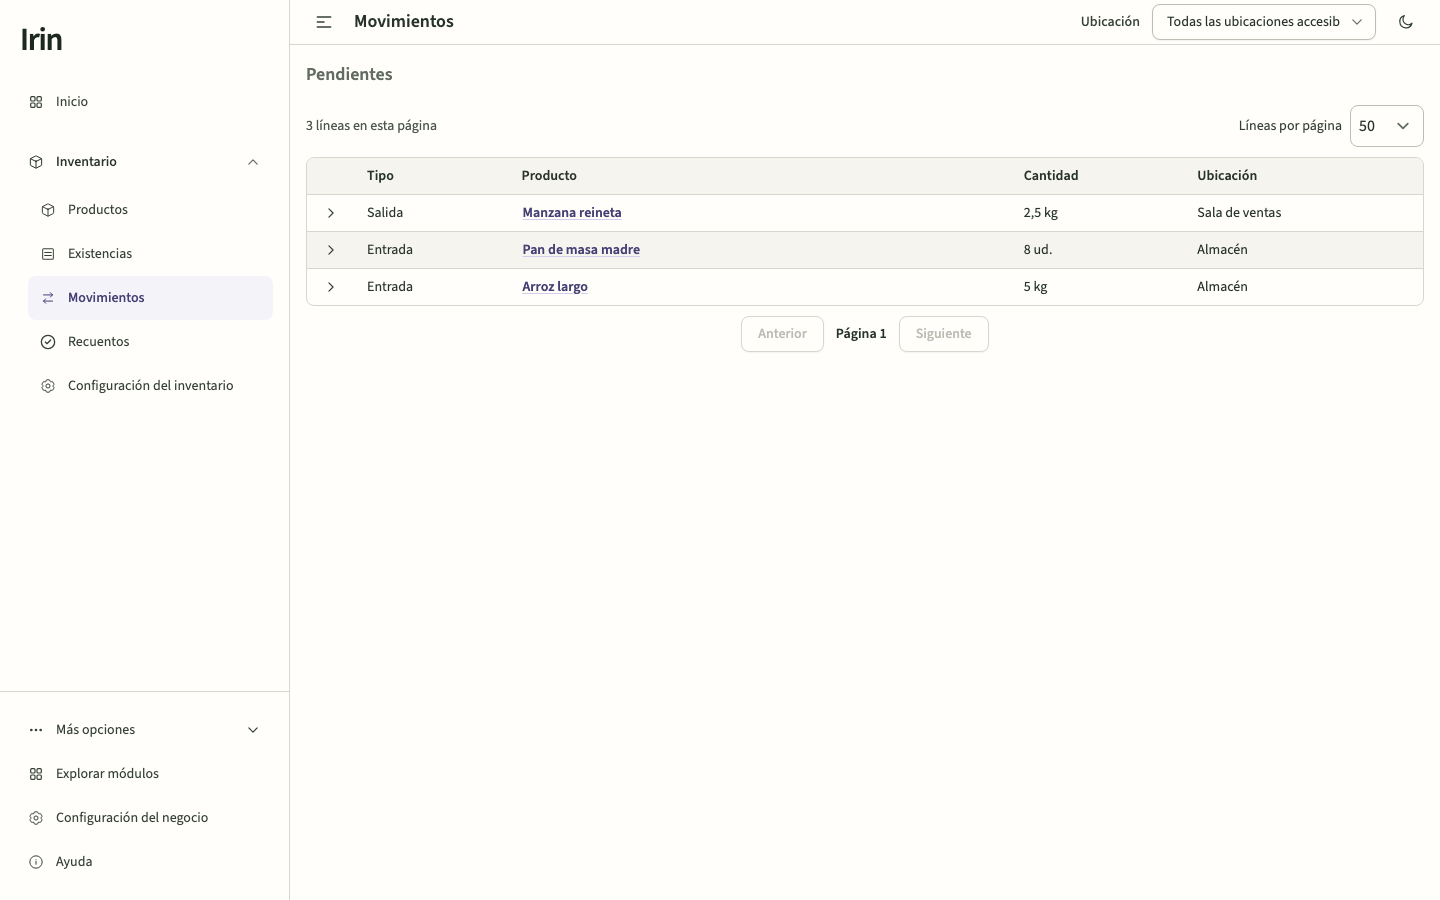 Irin
Inicio
Inventario
Productos
Existencias
Movimientos
Recuentos
Configuración del inventario
Más opciones
Explorar módulos
Configuración del negocio
Ayuda
Movimientos
Ubicación
Todas las ubicaciones accesib
Pendientes
3 líneas en esta página
Líneas por página 50
Tipo Producto Cantidad Ubicación
Salida Manzana reineta 2,5 kg Sala de ventas
Entrada Pan de masa madre 8 ud. Almacén
Entrada Arroz largo 5 kg Almacén
Anterior Página 1 Siguiente